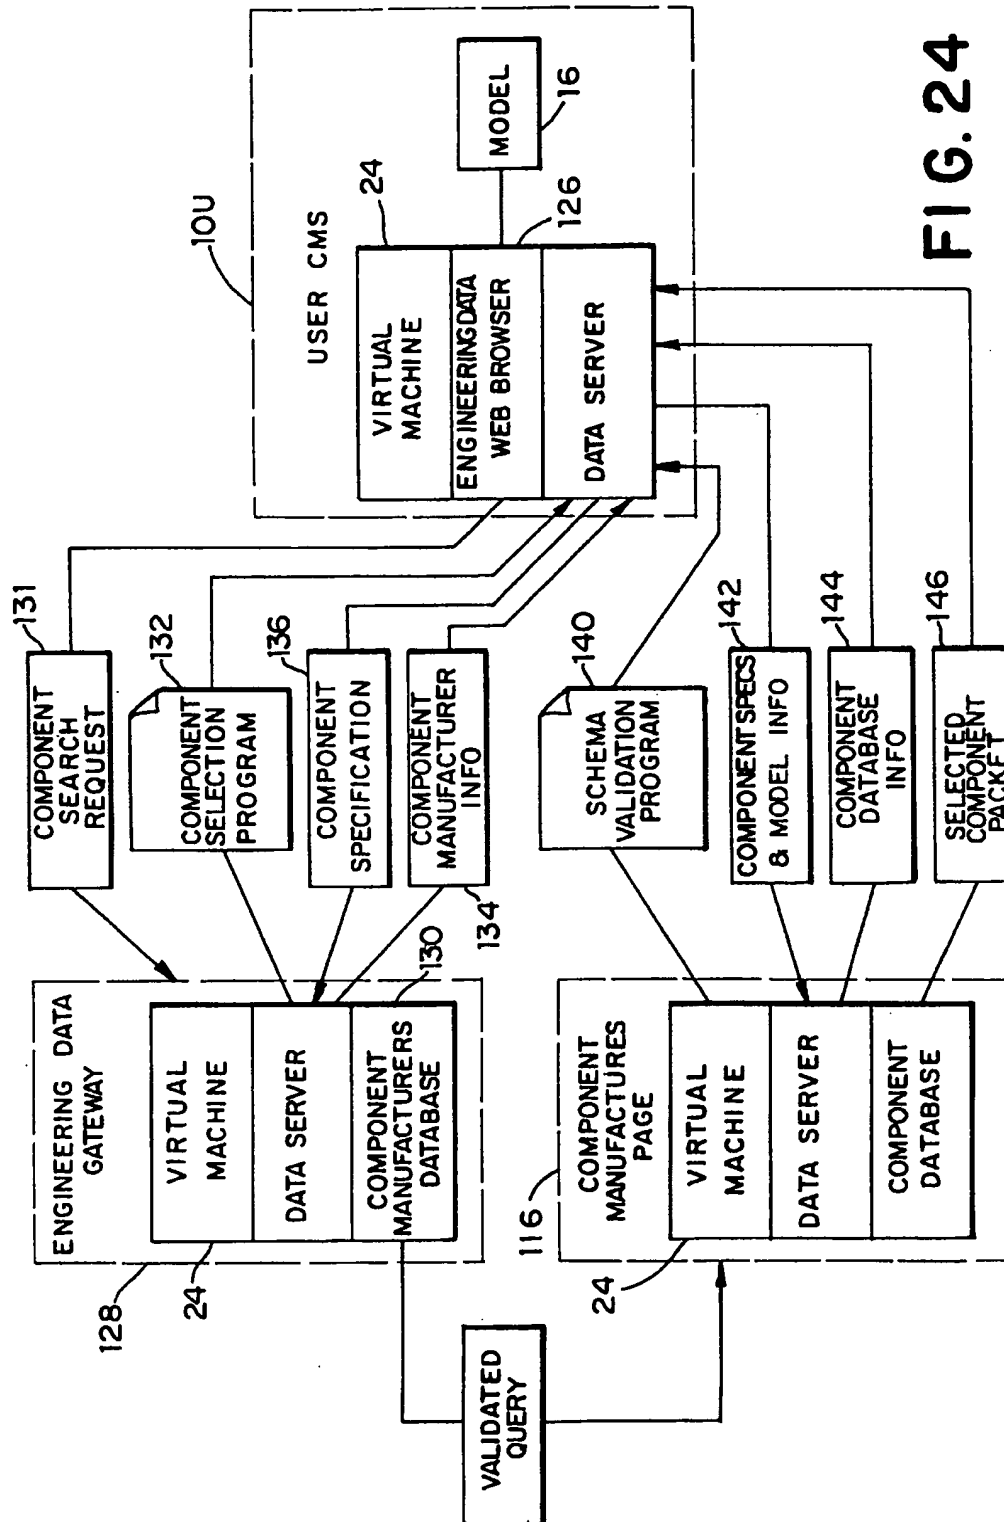 ENGINEERING DATA
GATEWAY
128
VIRTUAL
MACHINE
24
DATA SERVER
COMPONENT
MANUFACTURERS
DATABASE
130
COMPONENT
SEARCH
REQUEST
131
COMPONENT
SELECTION
PROGRAM
132
COMPONENT
SPECIFICATION
136
COMPONENT
MANUFACTURER
INFO
134
10U
USER CMS
VIRTUAL
MACHINE
24
ENGINEERING DATA
WEB BROWSER
126
DATA SERVER
MODEL
16
VALIDATED
QUERY
116
COMPONENT
MANUFACTURES
PAGE
VIRTUAL
MACHINE
24
DATA SERVER
COMPONENT
DATABASE
SCHEMA
VALIDATION
PROGRAM
140
COMPONENT SPECS
& MODEL INFO
142
COMPONENT
DATABASE
INFO
144
SELECTED
COMPONENT
PACKET
146
FIG. 24